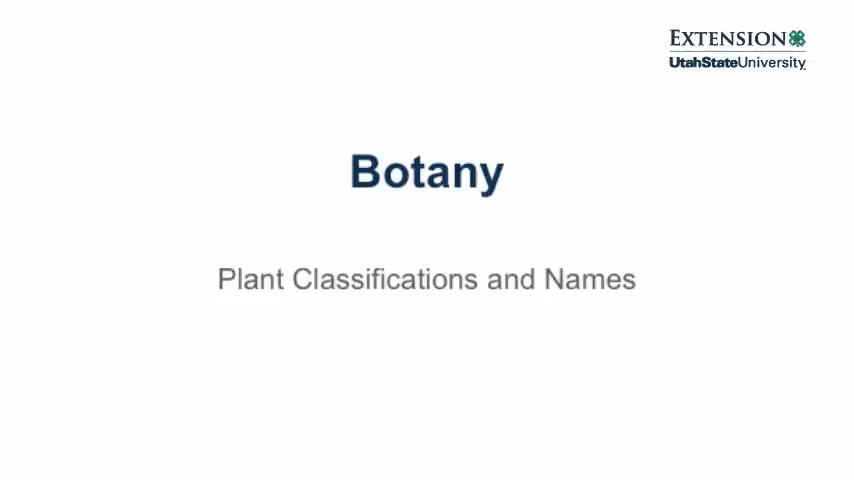 EXTENSION
UtahStateUniversity
Botany
Plant Classifications and Names